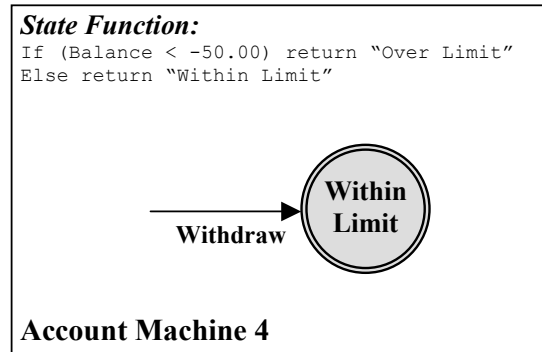 State Function:
If (Balance < -50.00) return “Over Limit”
Else return “Within Limit”
Within
Limit
Withdraw
Account Machine 4